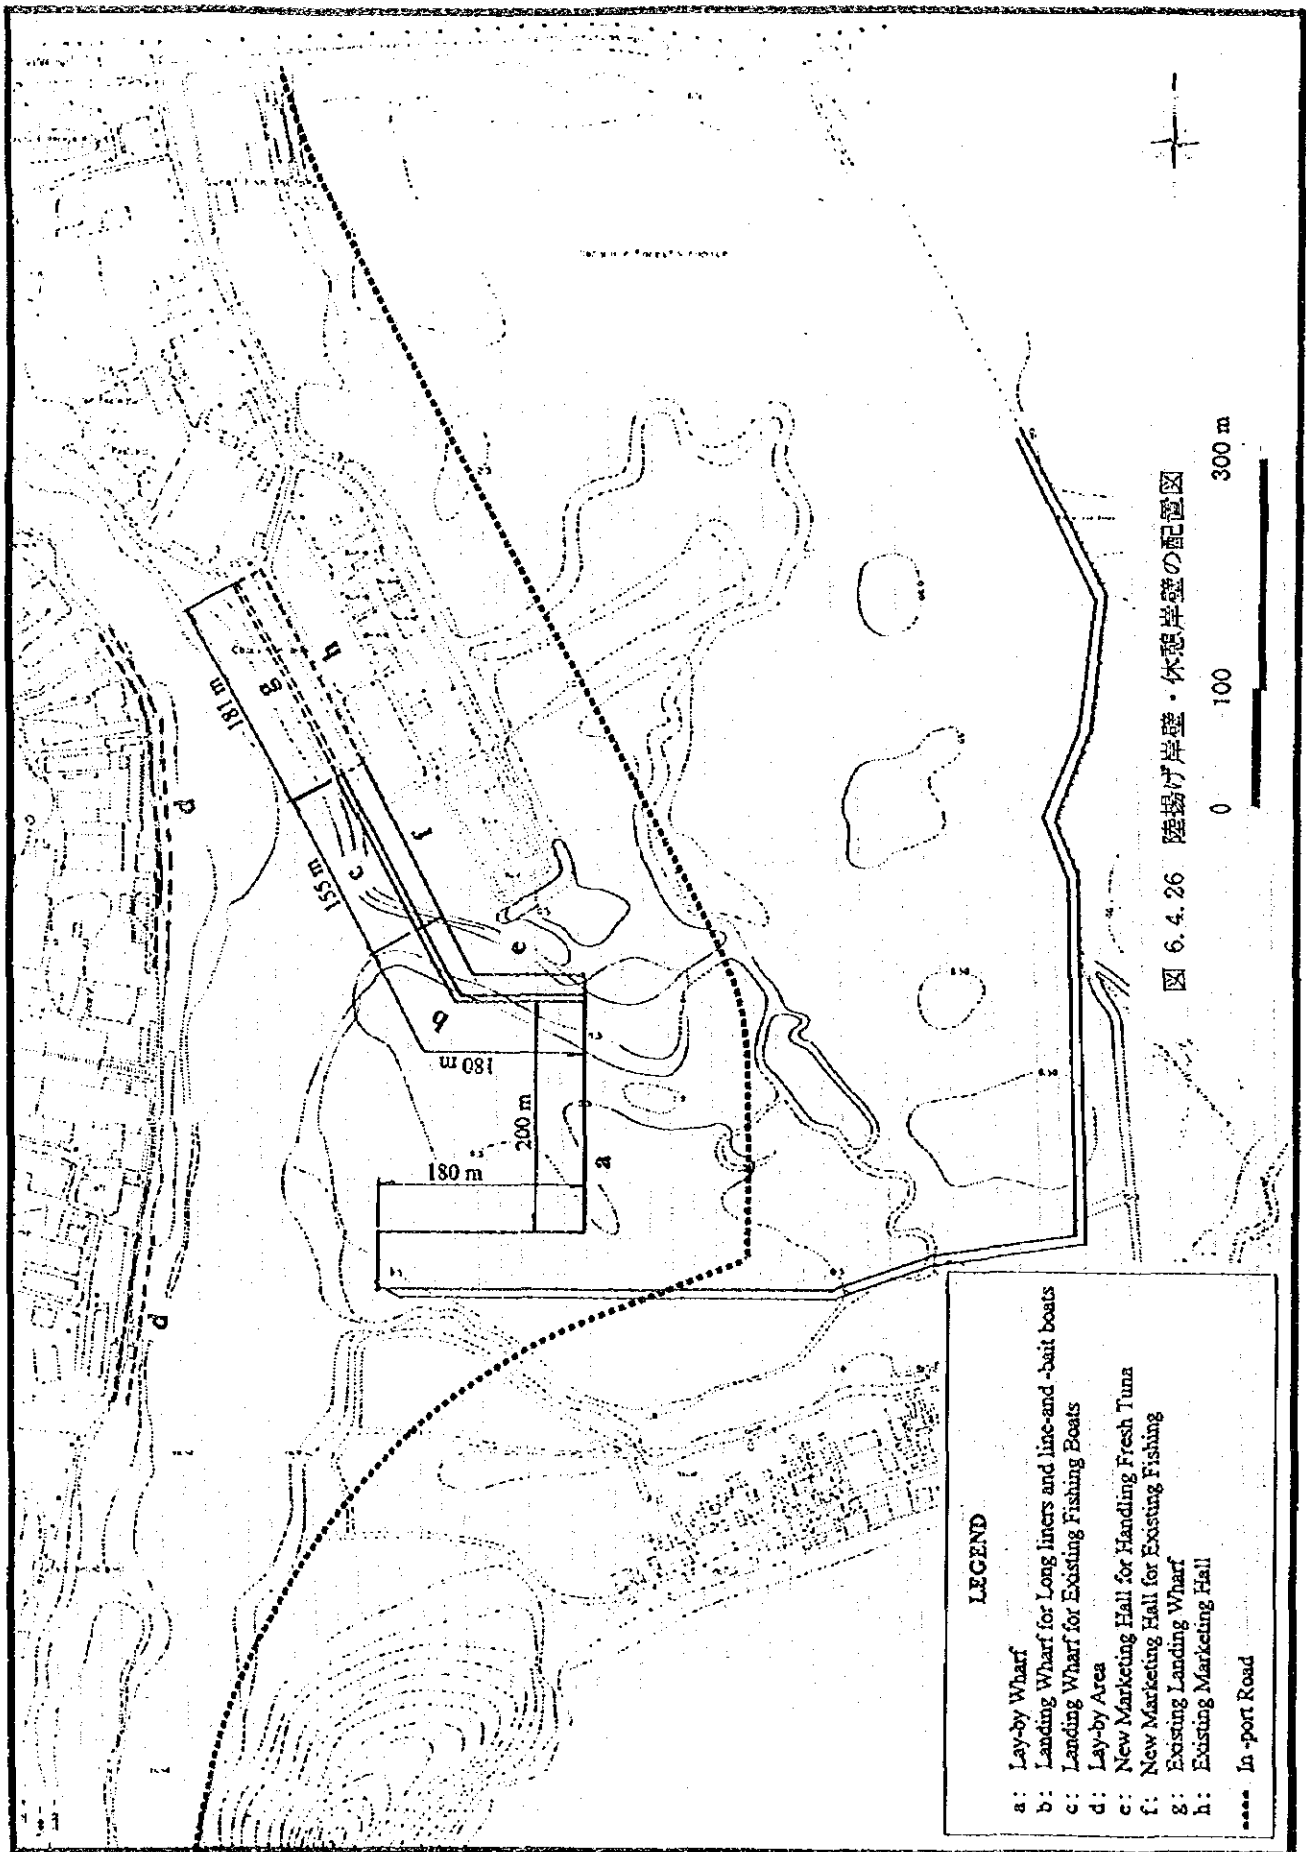 181 m
155 m
180 m
180 m
200 m
a
b
c
d
d
e
f
g
h
図 6.4.26 陸揚げ岸壁・休憩岸壁の配置図
0 100 300 m
LEGEND
a: Lay-by Wharf
b: Landing Wharf for Long liners and line-and -bait boats
c: Landing Wharf for Existing Fishing Boats
d: Lay-by Area
e: New Marketing Hall for Handling Fresh Tuna
f: New Marketing Hall for Existing Fishing
g: Existing Landing Wharf
h: Existing Marketing Hall
In -port Road